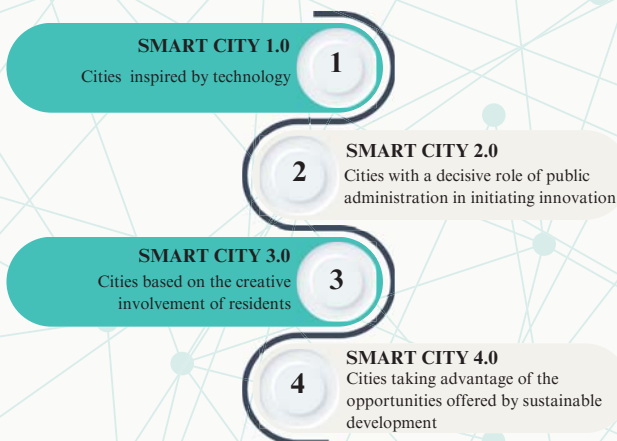 SMART CITY 1.0
Cities inspired by technology
1
SMART CITY 2.0
Cities with a decisive role of public
administration in initiating innovation
2
SMART CITY 3.0
Cities based on the creative
involvement of residents
3
SMART CITY 4.0
Cities taking advantage of the
opportunities offered by sustainable
development
4